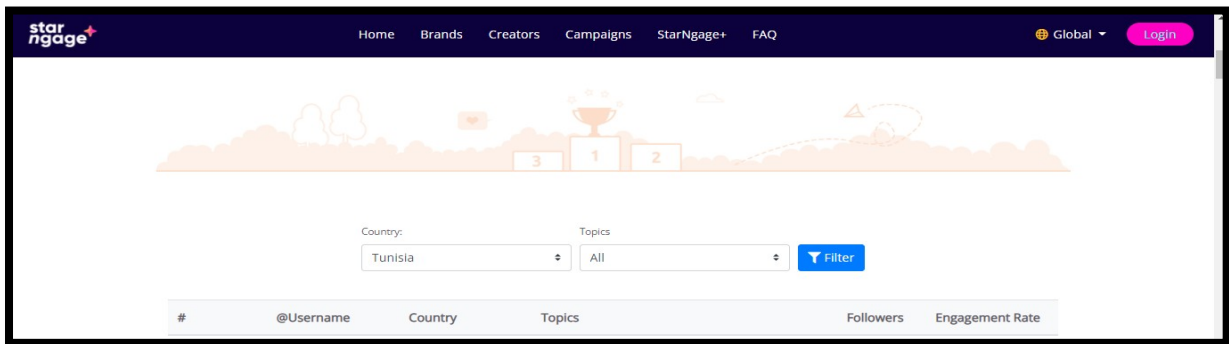 star
ngage
Home Brands Creators Campaigns StarNgage+ FAQ Global Login
3 1 2
Country: Topics
Tunisia All Filter
# @Username Country Topics Followers Engagement Rate